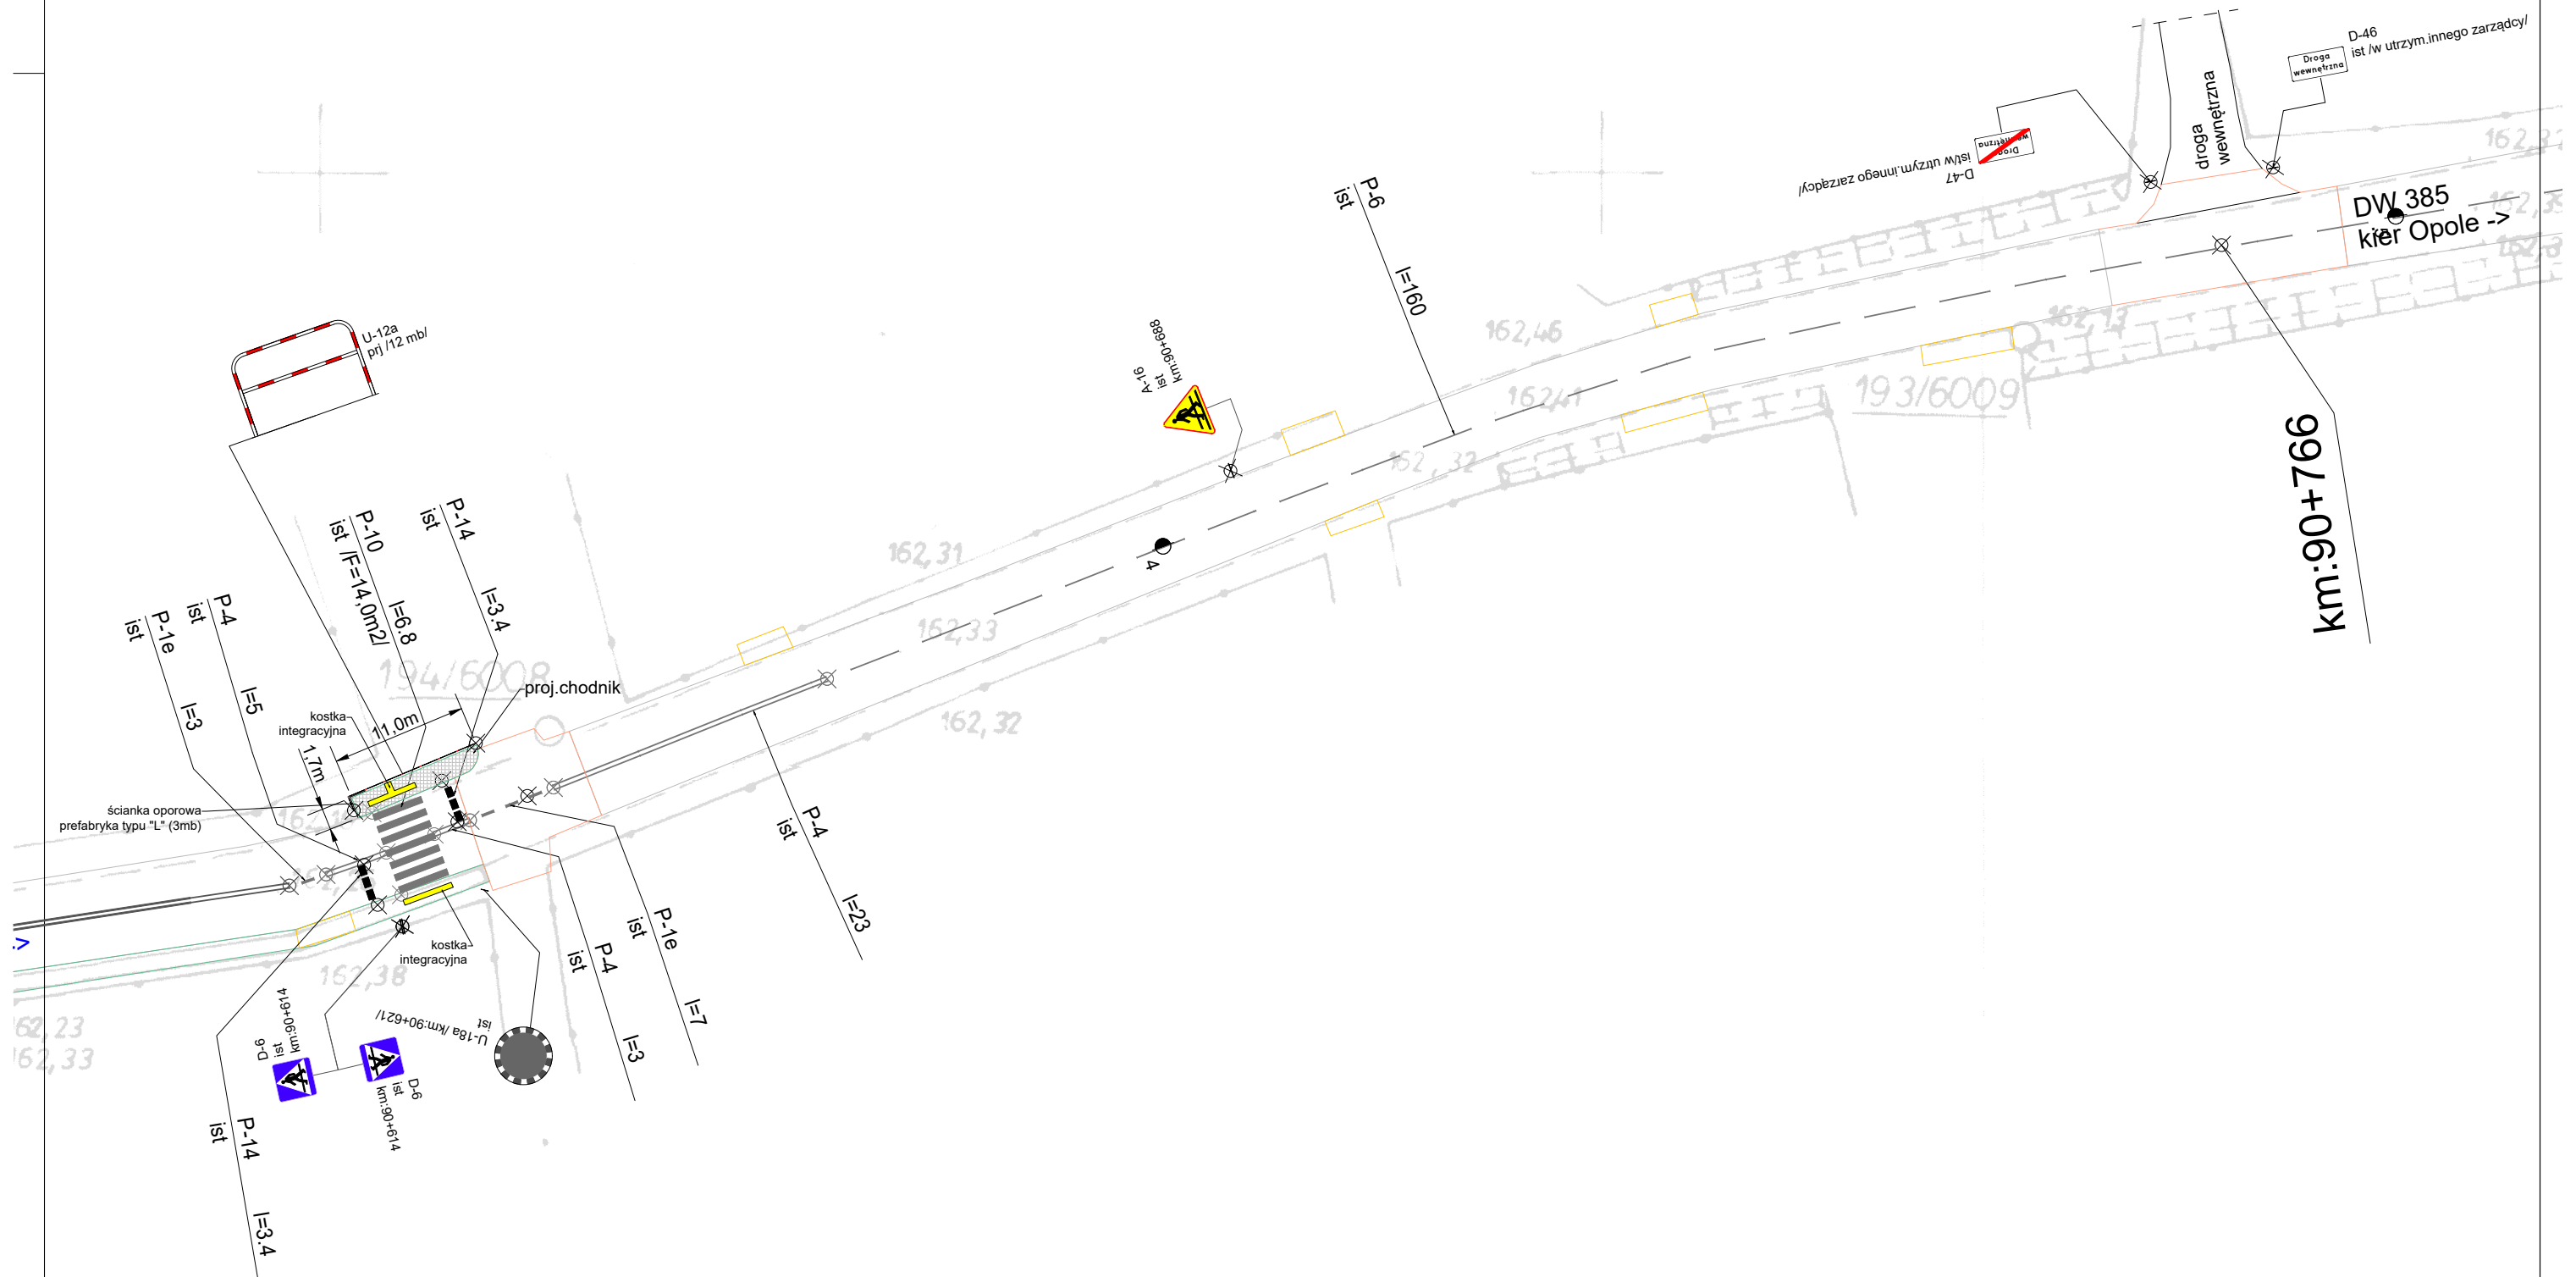 D-46
ist /w utrzym.innego zarządcy/
Droga
wewnętrzna
droga
wewnętrzna
Droga
wewnętrzna
D-47
ist/w utrzym.innego zarządcy/
DW 385
kier Opole ->
5
km:90+766
P-6
ist
l=160
A-16
ist
km:90+688
4
U-12a
prj /12 mb/
P-14
ist
l=3.4
P-10
ist /F=14,0m2/
l=6.8
P-4
ist
l=5
P-1e
ist
l=3
proj.chodnik
kostka
integracyjna
11,0m
1,7m
ścianka oporowa
prefabryka typu "L" (3mb)
P-4
ist
l=23
P-1e
ist
l=7
P-4
ist
l=3
kostka
integracyjna
U-18a /km:90+621/
ist
D-6
ist
km:90+614
D-6
ist
km:90+614
P-14
ist
l=3.4
194/6008
193/6009
162,46
162,41
162,32
162,13
162,31
162,33
162,32
162,38
162,23
162,33